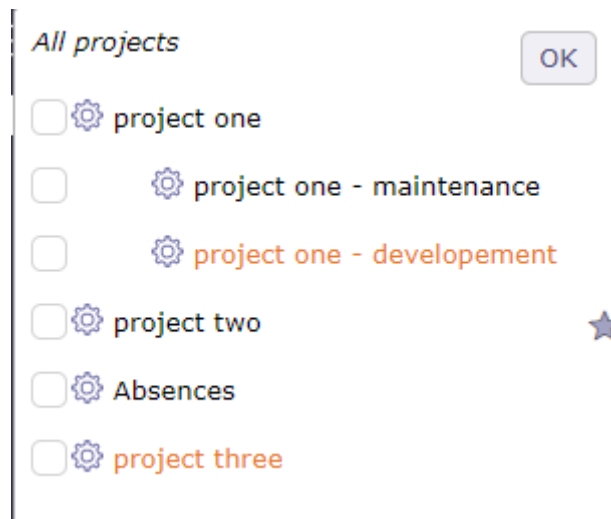 All projects
OK
project one
project one - maintenance
project one - developement
project two
Absences
project three